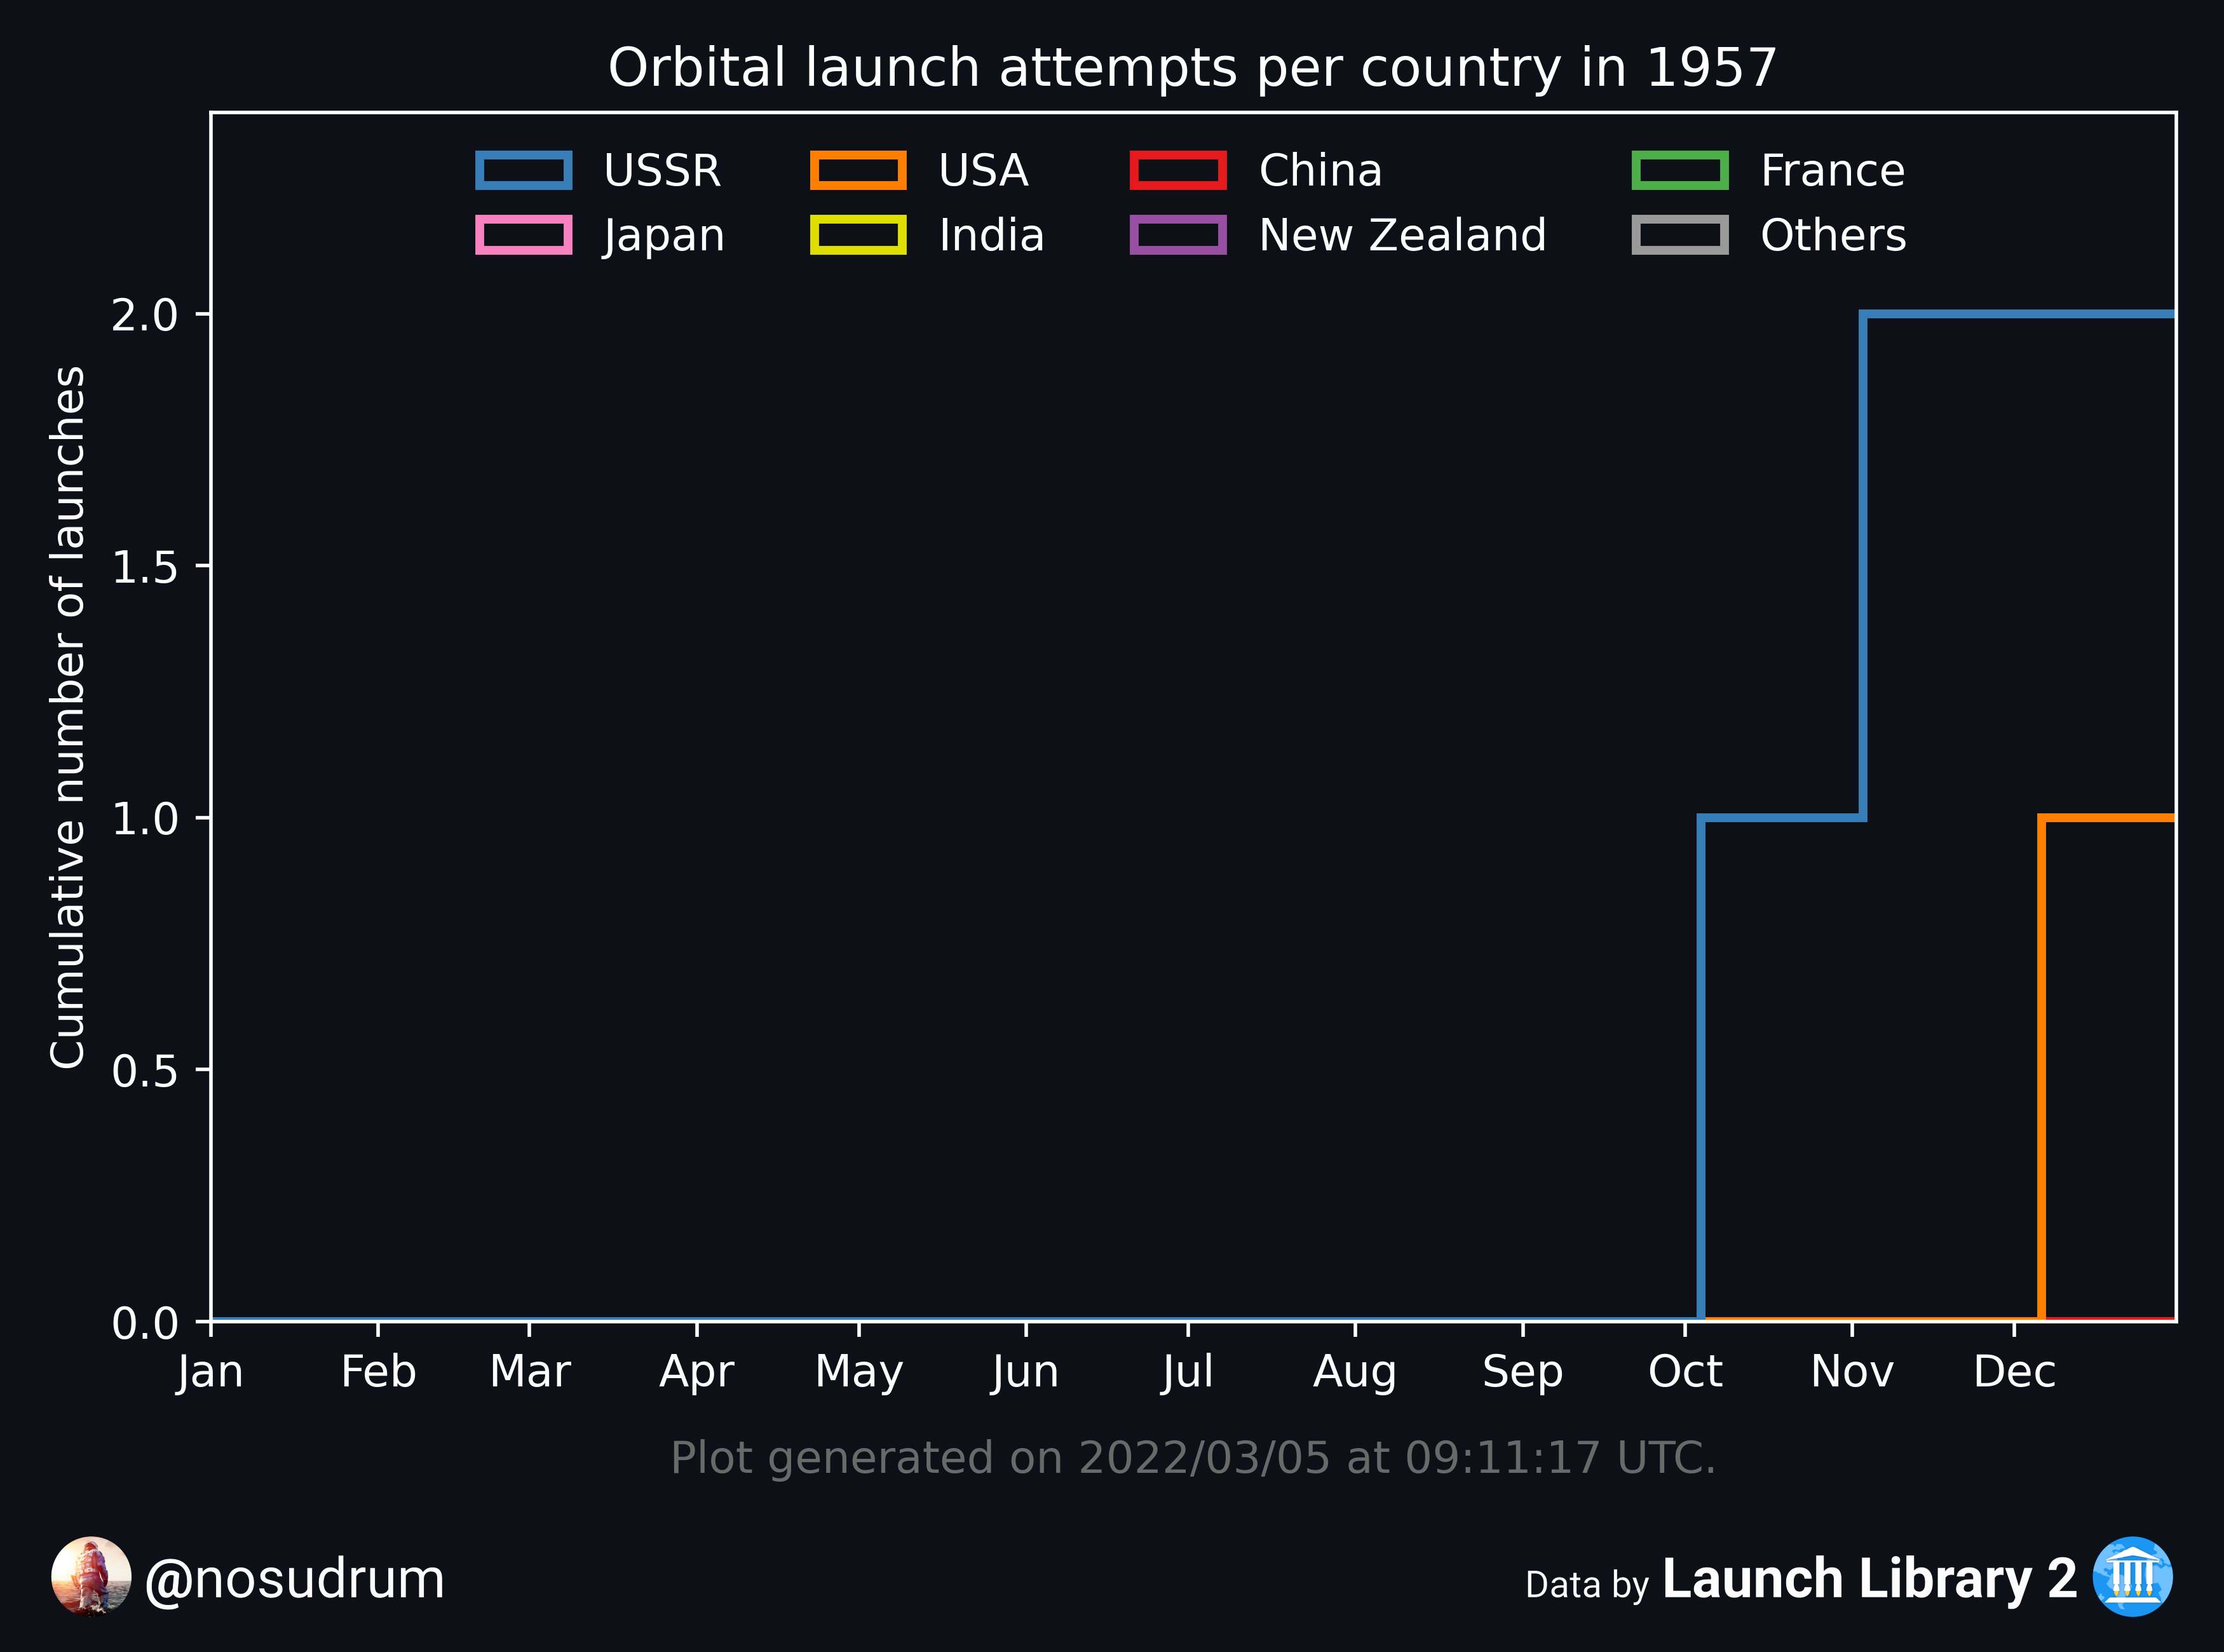 Orbital launch attempts per country in 1957
USSR USA China France
Japan India New Zealand Others
Cumulative number of launches
2.0
1.5
1.0
0.5
0.0
Jan Feb Mar Apr May Jun Jul Aug Sep Oct Nov Dec
Plot generated on 2022/03/05 at 09:11:17 UTC.
@nosudrum
Data by Launch Library 2